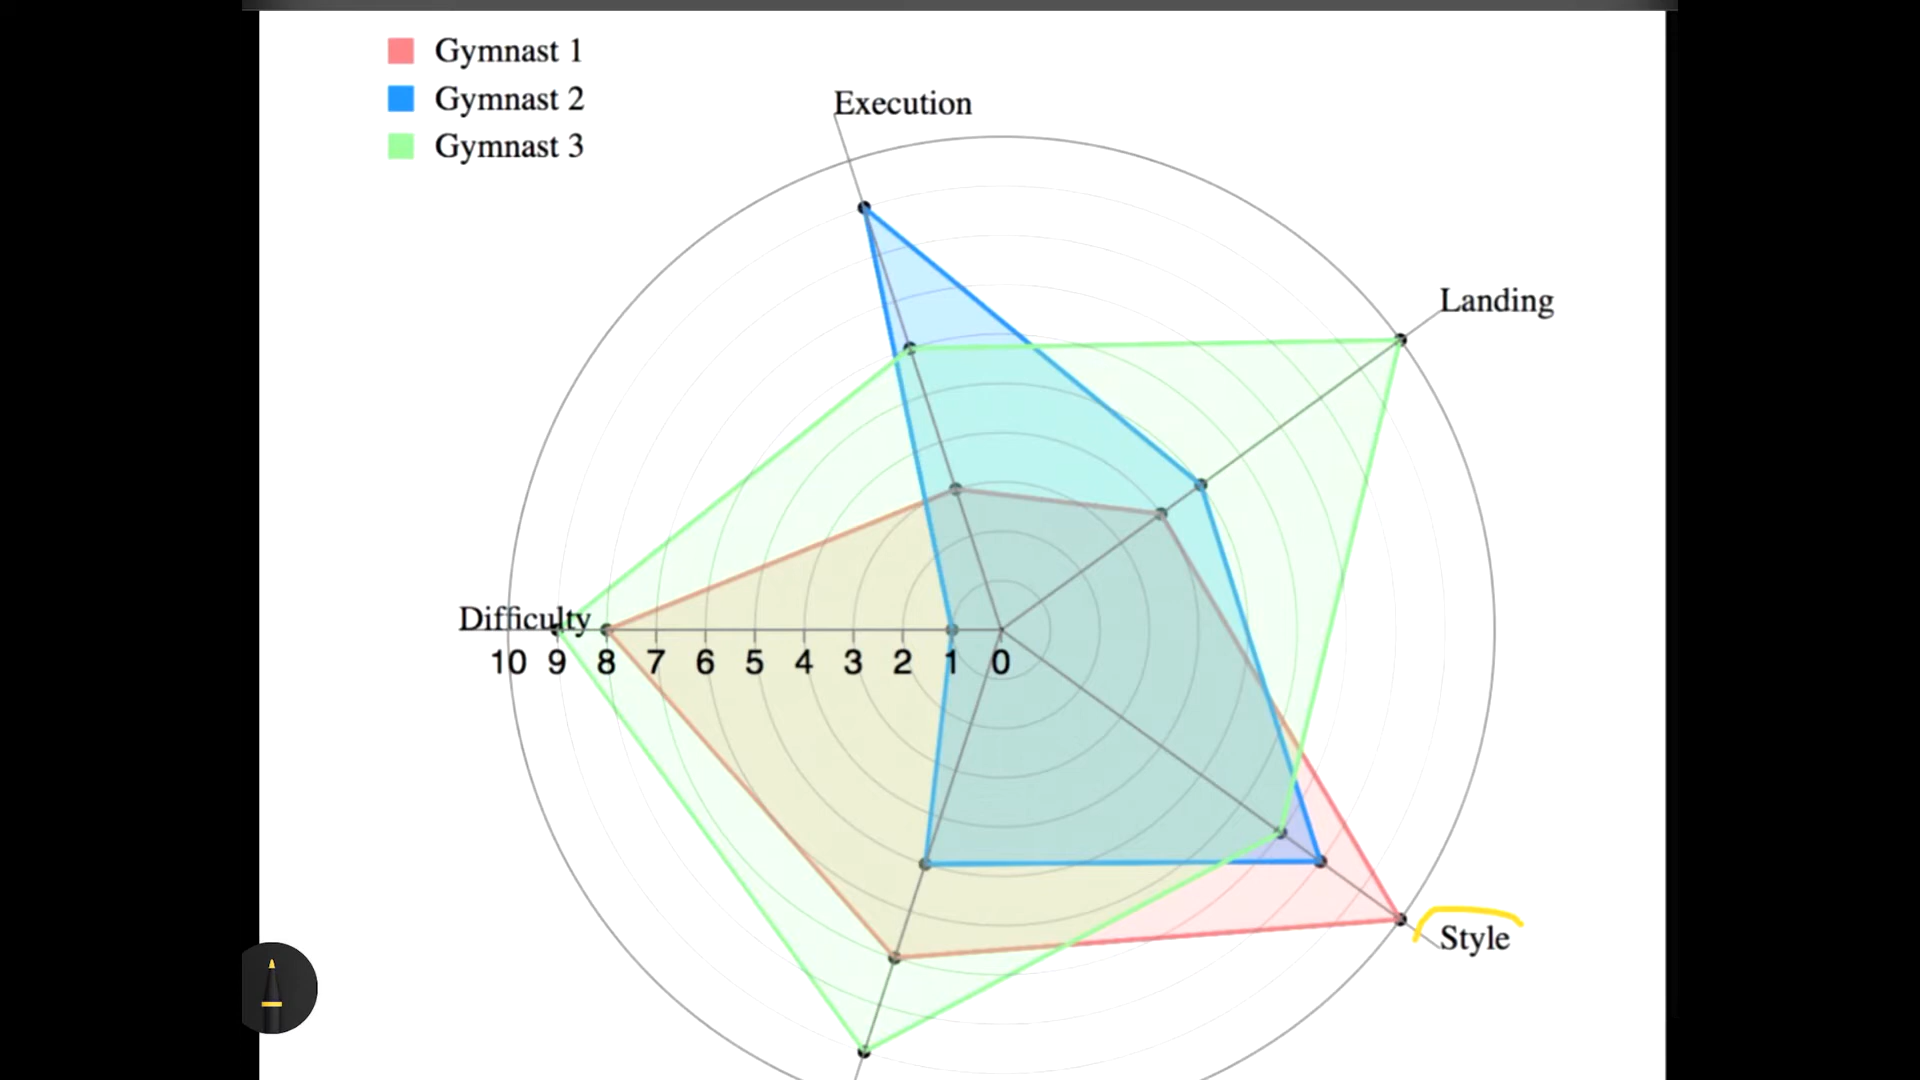 Gymnast 1
Gymnast 2
Gymnast 3
Execution
Landing
Difficulty
10 9 8 7 6 5 4 3 2 1 0
Style